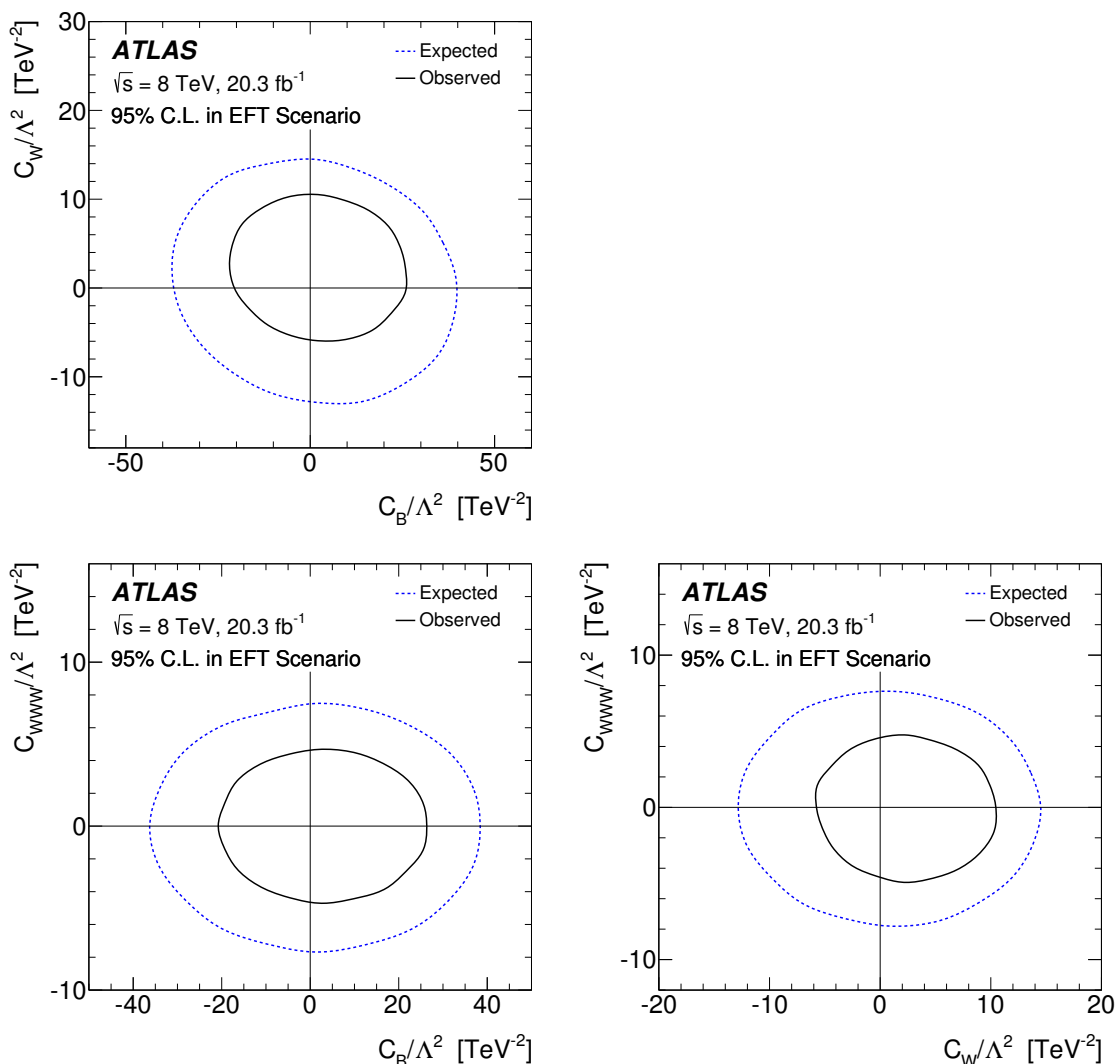 C_W/Λ² [TeV⁻²]
30
20
10
0
-10
ATLAS
√s = 8 TeV, 20.3 fb⁻¹
95% C.L. in EFT Scenario
Expected
Observed
-50 0 50
C_B/Λ² [TeV⁻²]
C_WWW/Λ² [TeV⁻²]
10
0
-10
ATLAS
√s = 8 TeV, 20.3 fb⁻¹
95% C.L. in EFT Scenario
Expected
Observed
-40 -20 0 20 40
C_B/Λ² [TeV⁻²]
C_WWW/Λ² [TeV⁻²]
10
0
-10
ATLAS
√s = 8 TeV, 20.3 fb⁻¹
95% C.L. in EFT Scenario
Expected
Observed
-20 -10 0 10 20
C_W/Λ² [TeV⁻²]